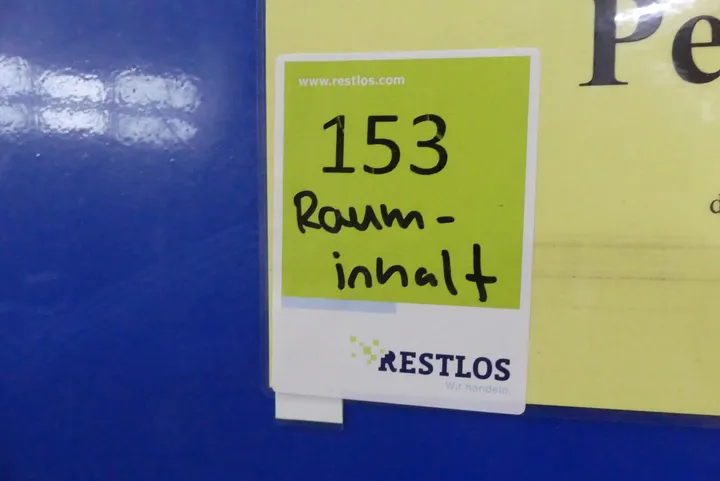 www.restlos.com
153
Raum-
inhalt
RESTLOS
Wir handeln.
Pe
d